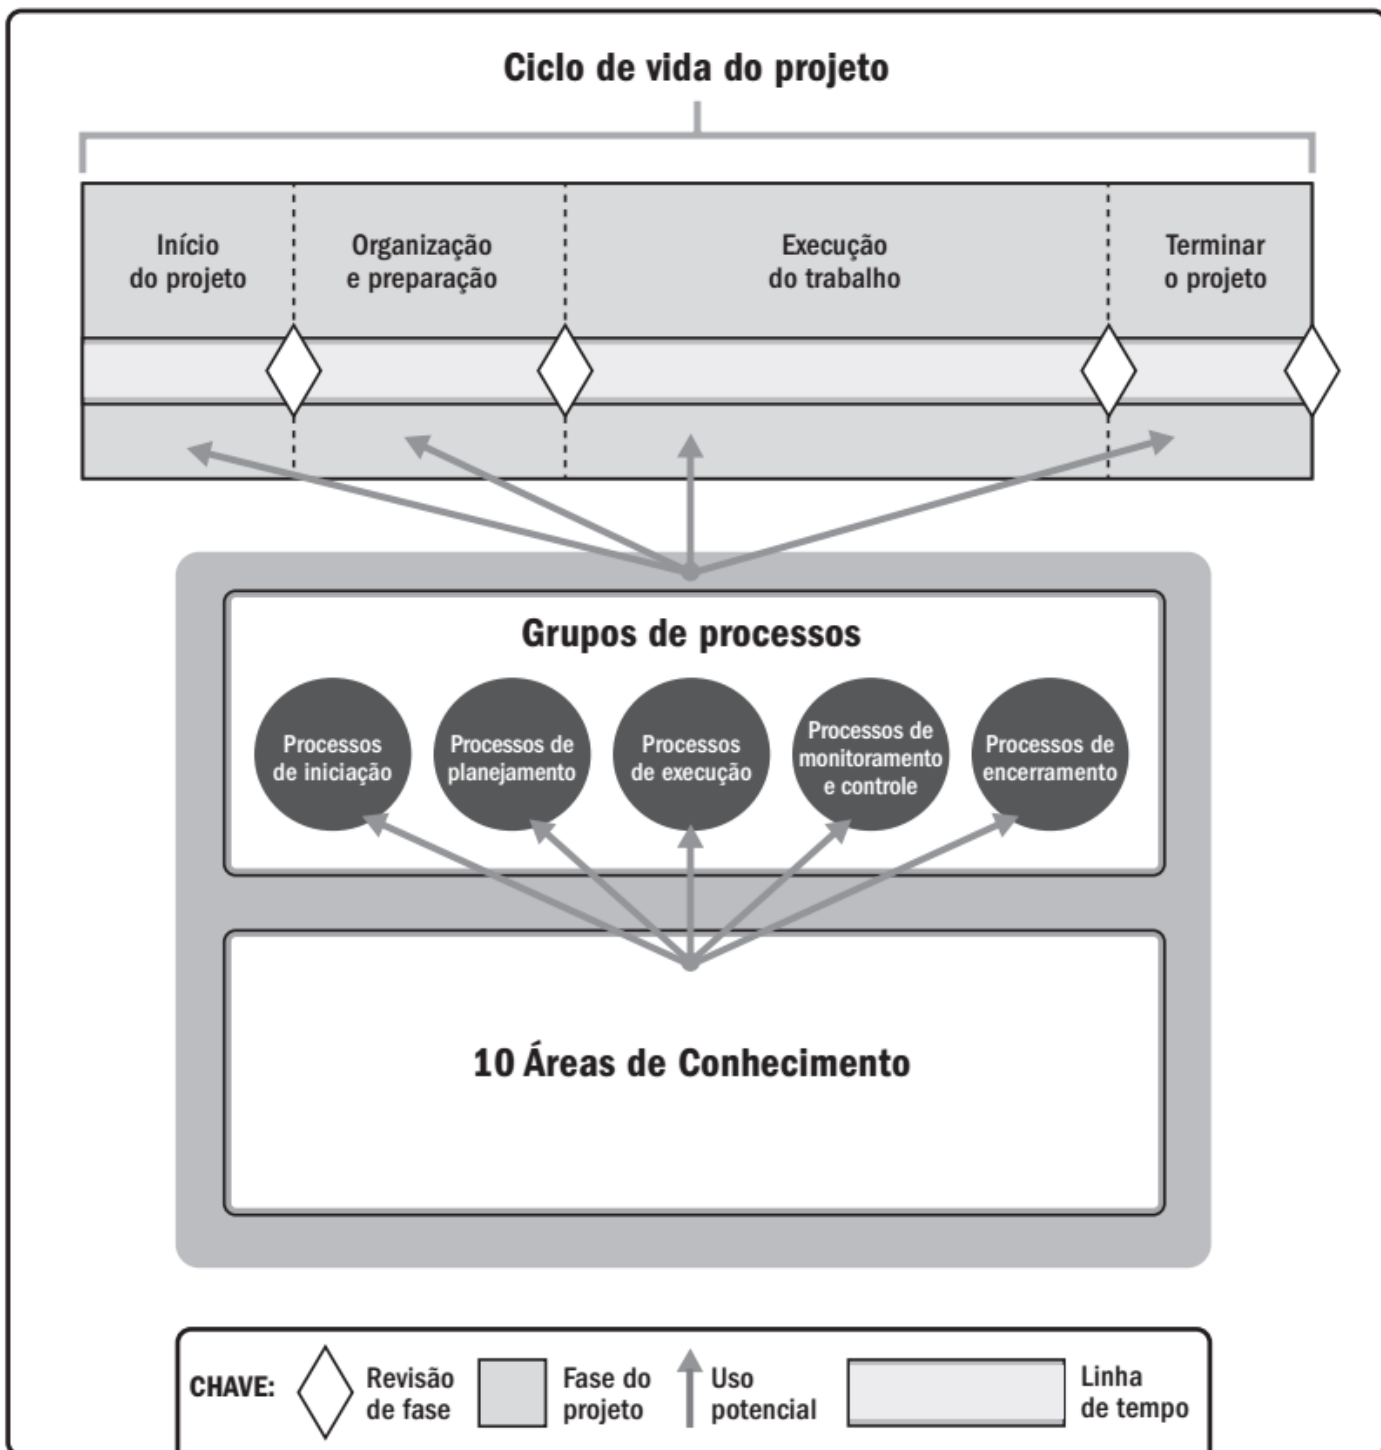 Ciclo de vida do projeto
Início
do projeto
Organização
e preparação
Execução
do trabalho
Terminar
o projeto
Grupos de processos
Processos
de iniciação
Processos de
planejamento
Processos
de execução
Processos de
monitoramento
e controle
Processos de
encerramento
10 Áreas de Conhecimento
CHAVE:
Revisão
de fase
Fase do
projeto
Uso
potencial
Linha
de tempo